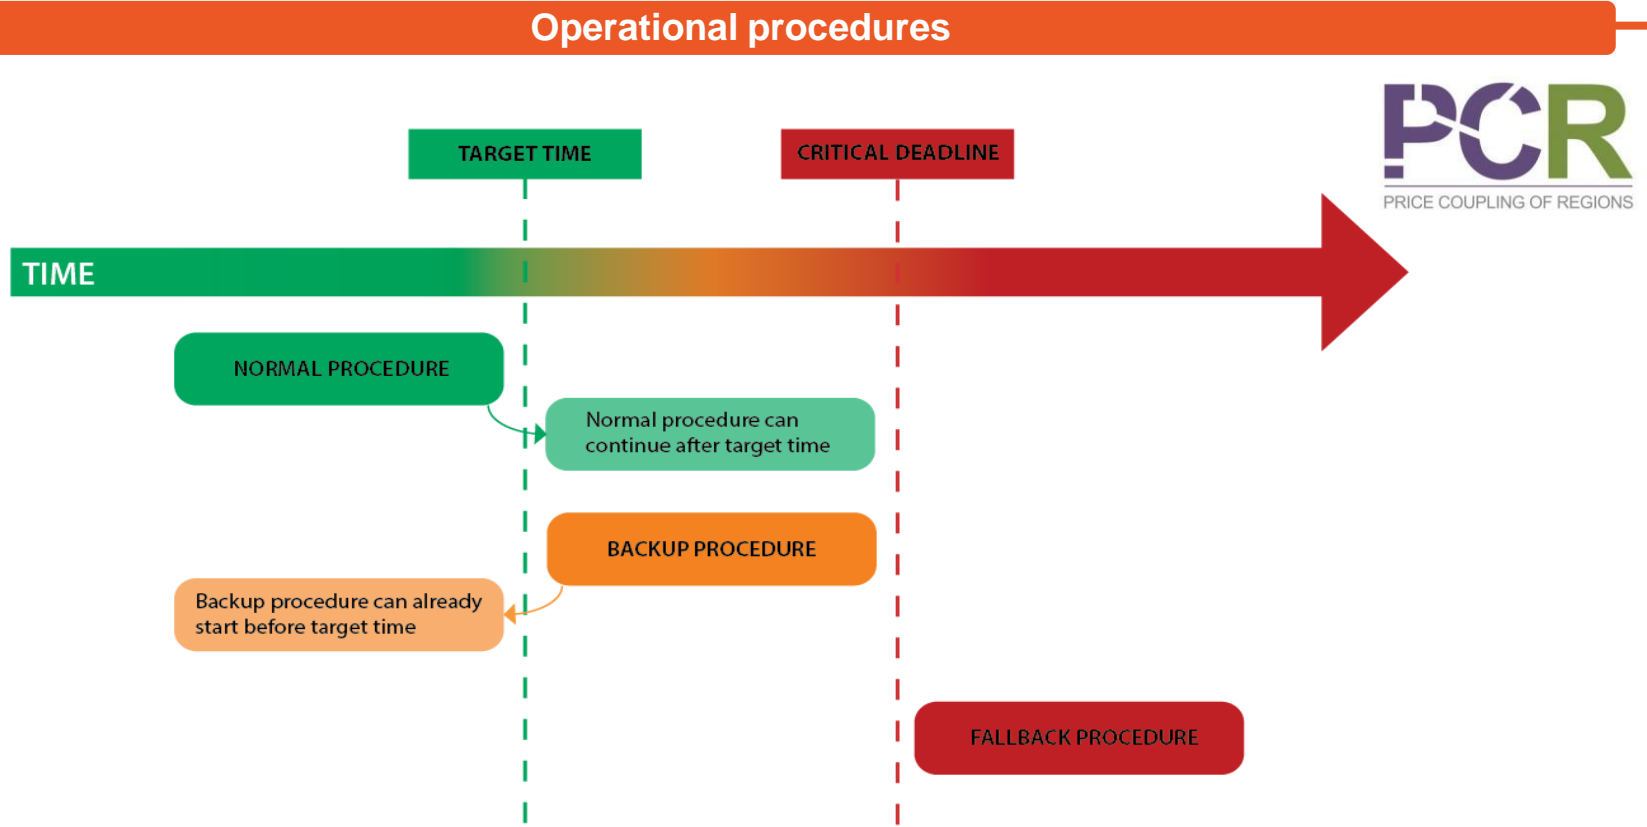 Operational procedures
PCR
PRICE COUPLING OF REGIONS
TARGET TIME
CRITICAL DEADLINE
TIME
NORMAL PROCEDURE
Normal procedure can
continue after target time
BACKUP PROCEDURE
Backup procedure can already
start before target time
FALLBACK PROCEDURE